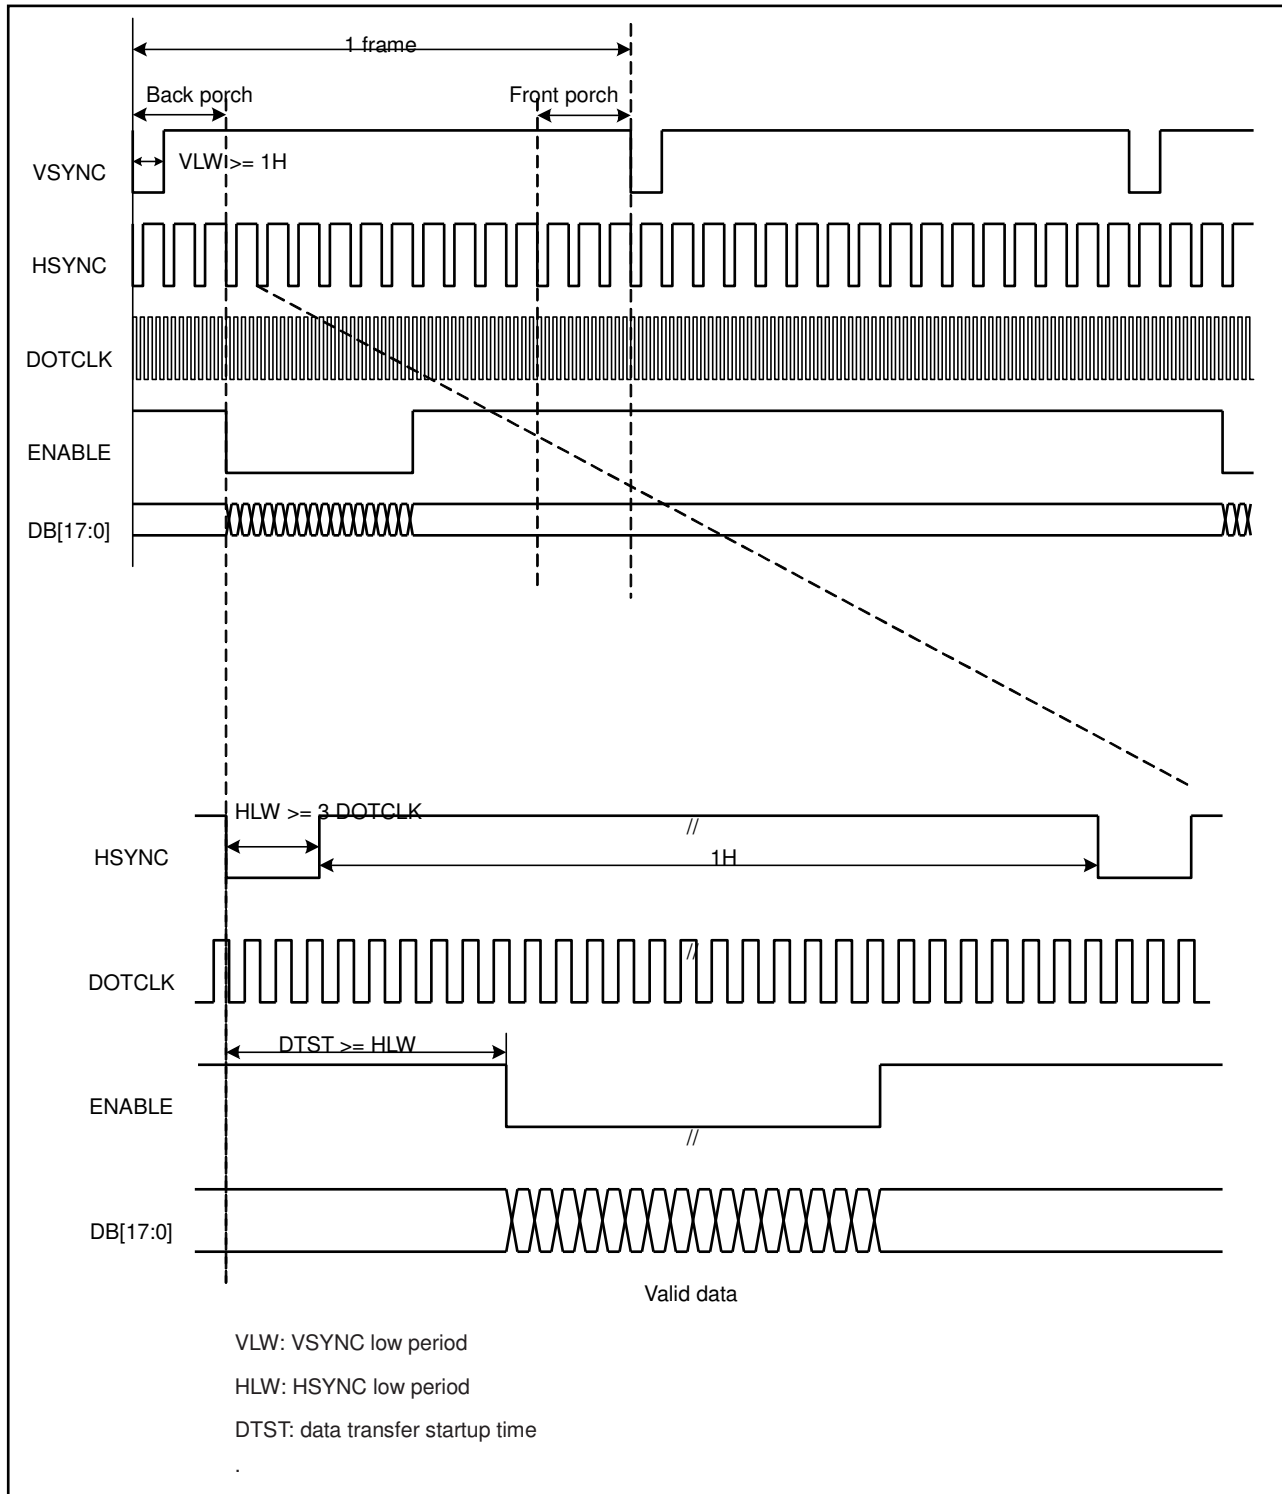 1 frame
Back porch
Front porch
VLW >= 1H
VSYNC
HSYNC
DOTCLK
ENABLE
DB[17:0]
HLW >= 3 DOTCLK
//
HSYNC
1H
//
DOTCLK
DTST >= HLW
ENABLE
//
DB[17:0]
Valid data
VLW: VSYNC low period
HLW: HSYNC low period
DTST: data transfer startup time
.